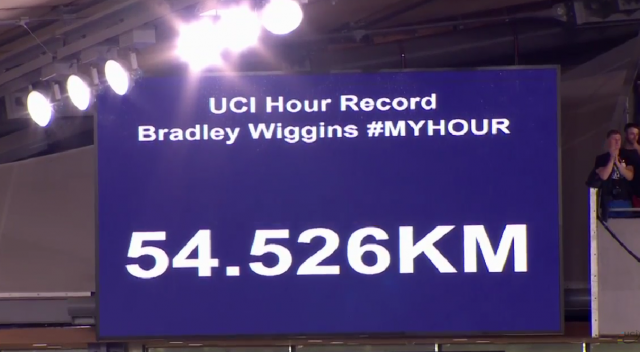 UCI Hour Record
Bradley Wiggins #MYHOUR
54.526KM